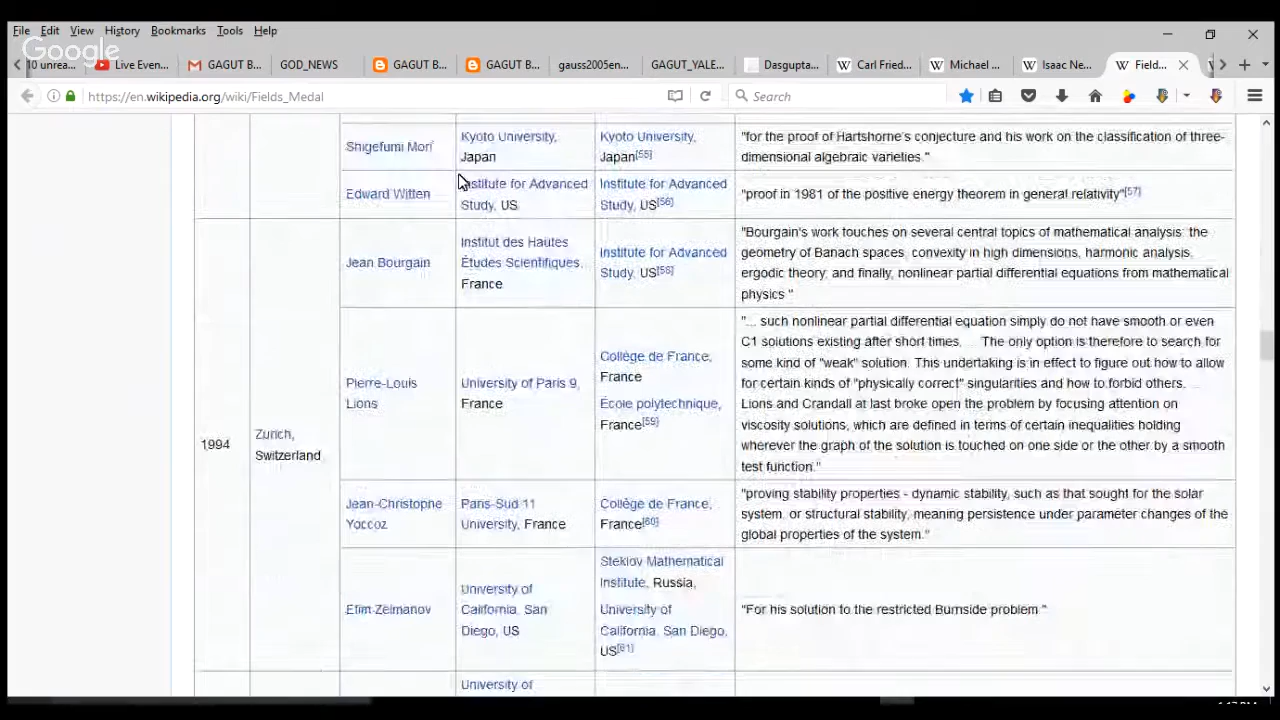 File Edit View History Bookmarks Tools Help
Google
10 unrea... Live Even... GAGUT B... GOD_NEWS GAGUT B... GAGUT B... gauss2005en... GAGUT_YALE... Dasgupta... Carl Fried... Michael ... Isaac Ne... Field...
https://en.wikipedia.org/wiki/Fields_Medal Search
Shigefumi Mori
Kyoto University,
Japan
Kyoto University,
Japan[55]
"for the proof of Hartshorne's conjecture and his work on the classification of three-
dimensional algebraic varieties."
Edward Witten
Institute for Advanced
Study, US
Institute for Advanced
Study, US[56]
"proof in 1981 of the positive energy theorem in general relativity"[57]
1994
Zurich,
Switzerland
Jean Bourgain
Institut des Hautes
Études Scientifiques,
France
Institute for Advanced
Study, US[58]
"Bourgain's work touches on several central topics of mathematical analysis: the
geometry of Banach spaces, convexity in high dimensions, harmonic analysis,
ergodic theory, and finally, nonlinear partial differential equations from mathematical
physics "
Pierre-Louis
Lions
University of Paris 9,
France
Collège de France,
France
École polytechnique,
France[59]
"... such nonlinear partial differential equation simply do not have smooth or even
C1 solutions existing after short times. ... The only option is therefore to search for
some kind of "weak" solution. This undertaking is in effect to figure out how to allow
for certain kinds of "physically correct" singularities and how to forbid others. ...
Lions and Crandall at last broke open the problem by focusing attention on
viscosity solutions, which are defined in terms of certain inequalities holding
wherever the graph of the solution is touched on one side or the other by a smooth
test function."
Jean-Christophe
Yoccoz
Paris-Sud 11
University, France
Collège de France,
France[60]
"proving stability properties - dynamic stability, such as that sought for the solar
system, or structural stability, meaning persistence under parameter changes of the
global properties of the system."
Efim Zelmanov
University of
California, San
Diego, US
Steklov Mathematical
Institute, Russia,
University of
California, San Diego,
US[61]
"For his solution to the restricted Burnside problem "
University of